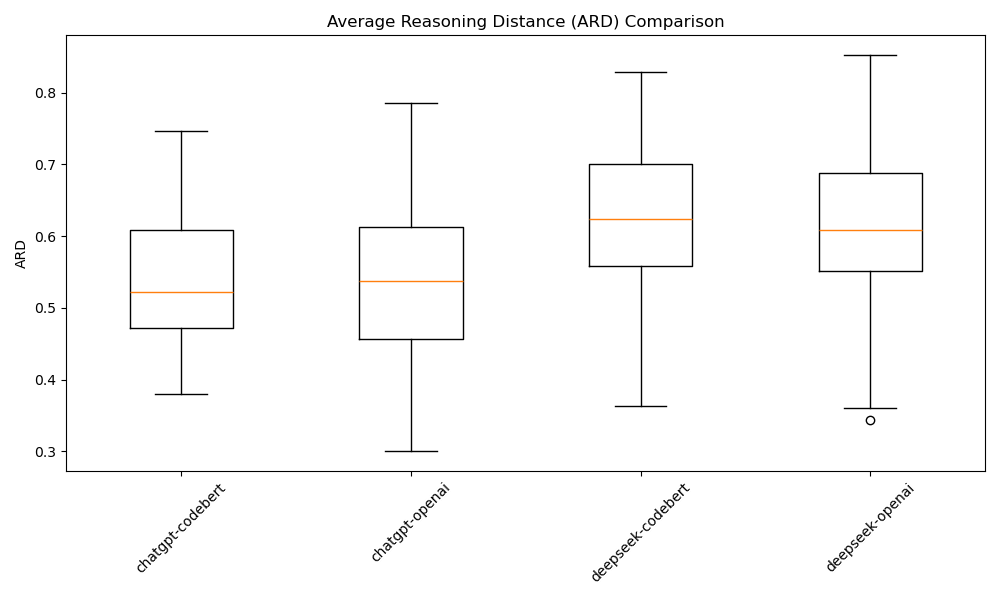 Average Reasoning Distance (ARD) Comparison
ARD
0.8
0.7
0.6
0.5
0.4
0.3
chatgpt-codebert
chatgpt-openai
deepseek-codebert
deepseek-openai